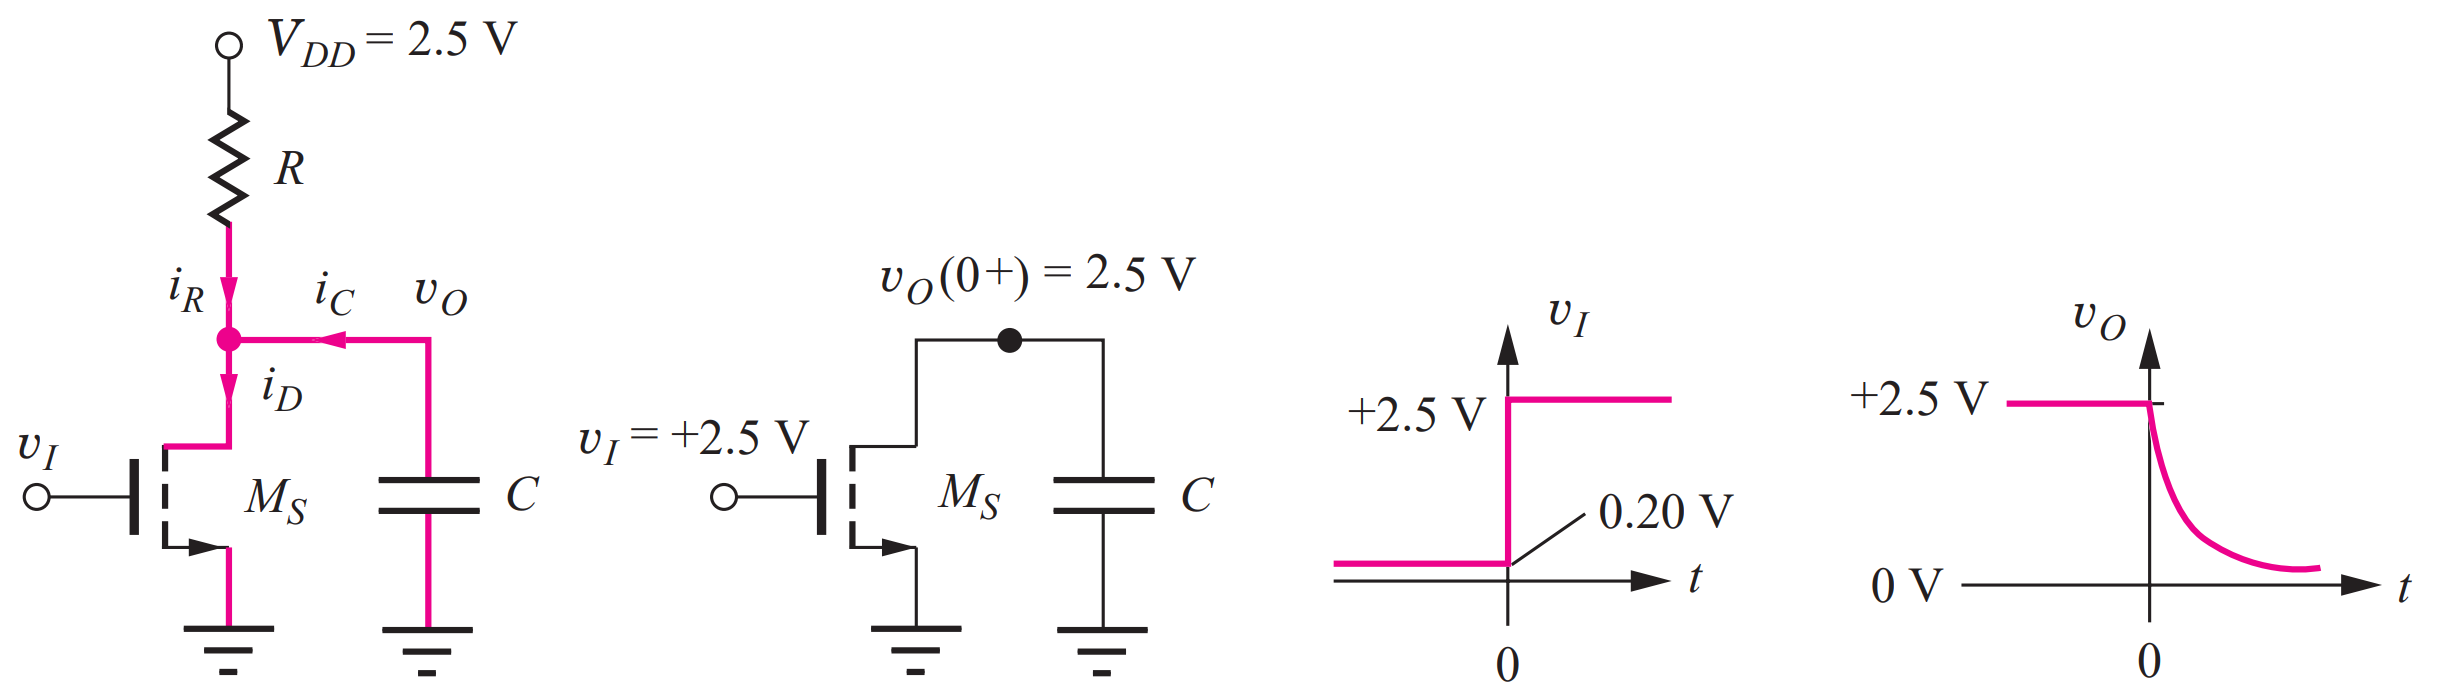 V_DD = 2.5 V
R
i_R
i_C
v_O
i_D
v_I
M_S
C
v_O(0+) = 2.5 V
v_I = +2.5 V
M_S
C
v_I
+2.5 V
0.20 V
t
0
v_O
+2.5 V
0 V
t
0